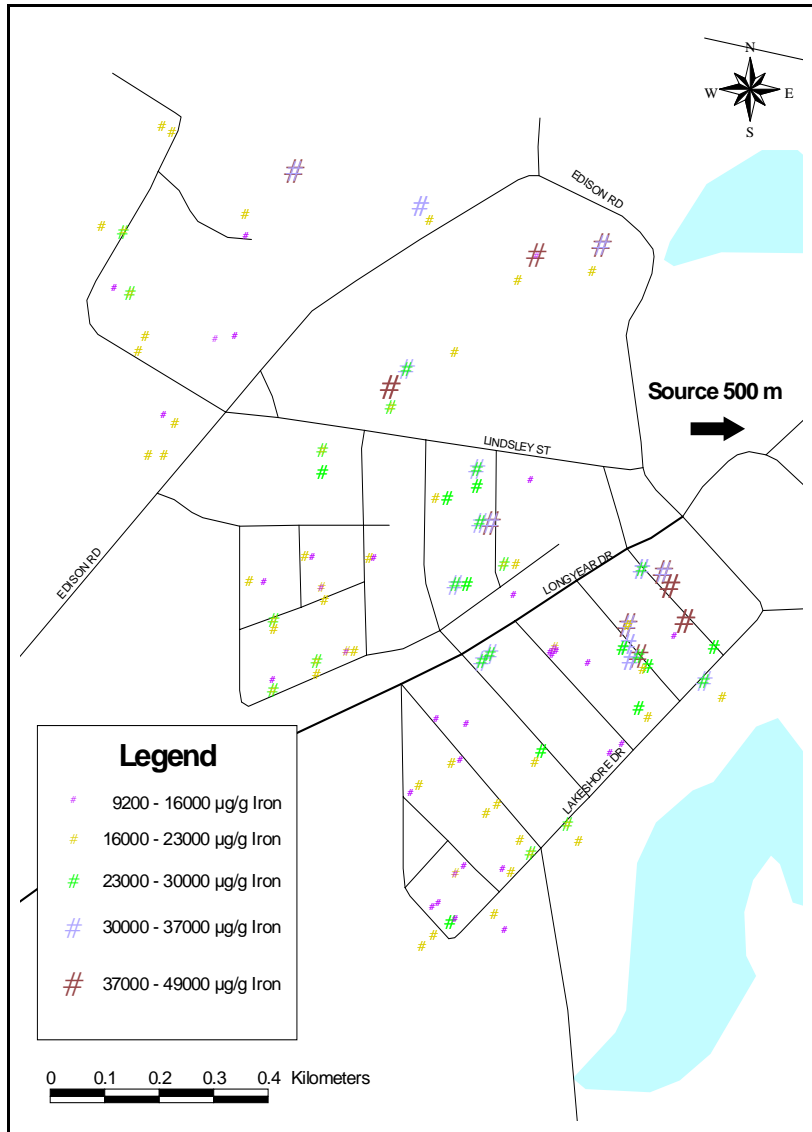 N
W E
S
EDISON RD
Source 500 m
LINDSLEY ST
EDISON RD
LONGYEAR DR
LAKESHORE DR
Legend
# 9200 - 16000 µg/g Iron
# 16000 - 23000 µg/g Iron
# 23000 - 30000 µg/g Iron
# 30000 - 37000 µg/g Iron
# 37000 - 49000 µg/g Iron
0 0.1 0.2 0.3 0.4 Kilometers